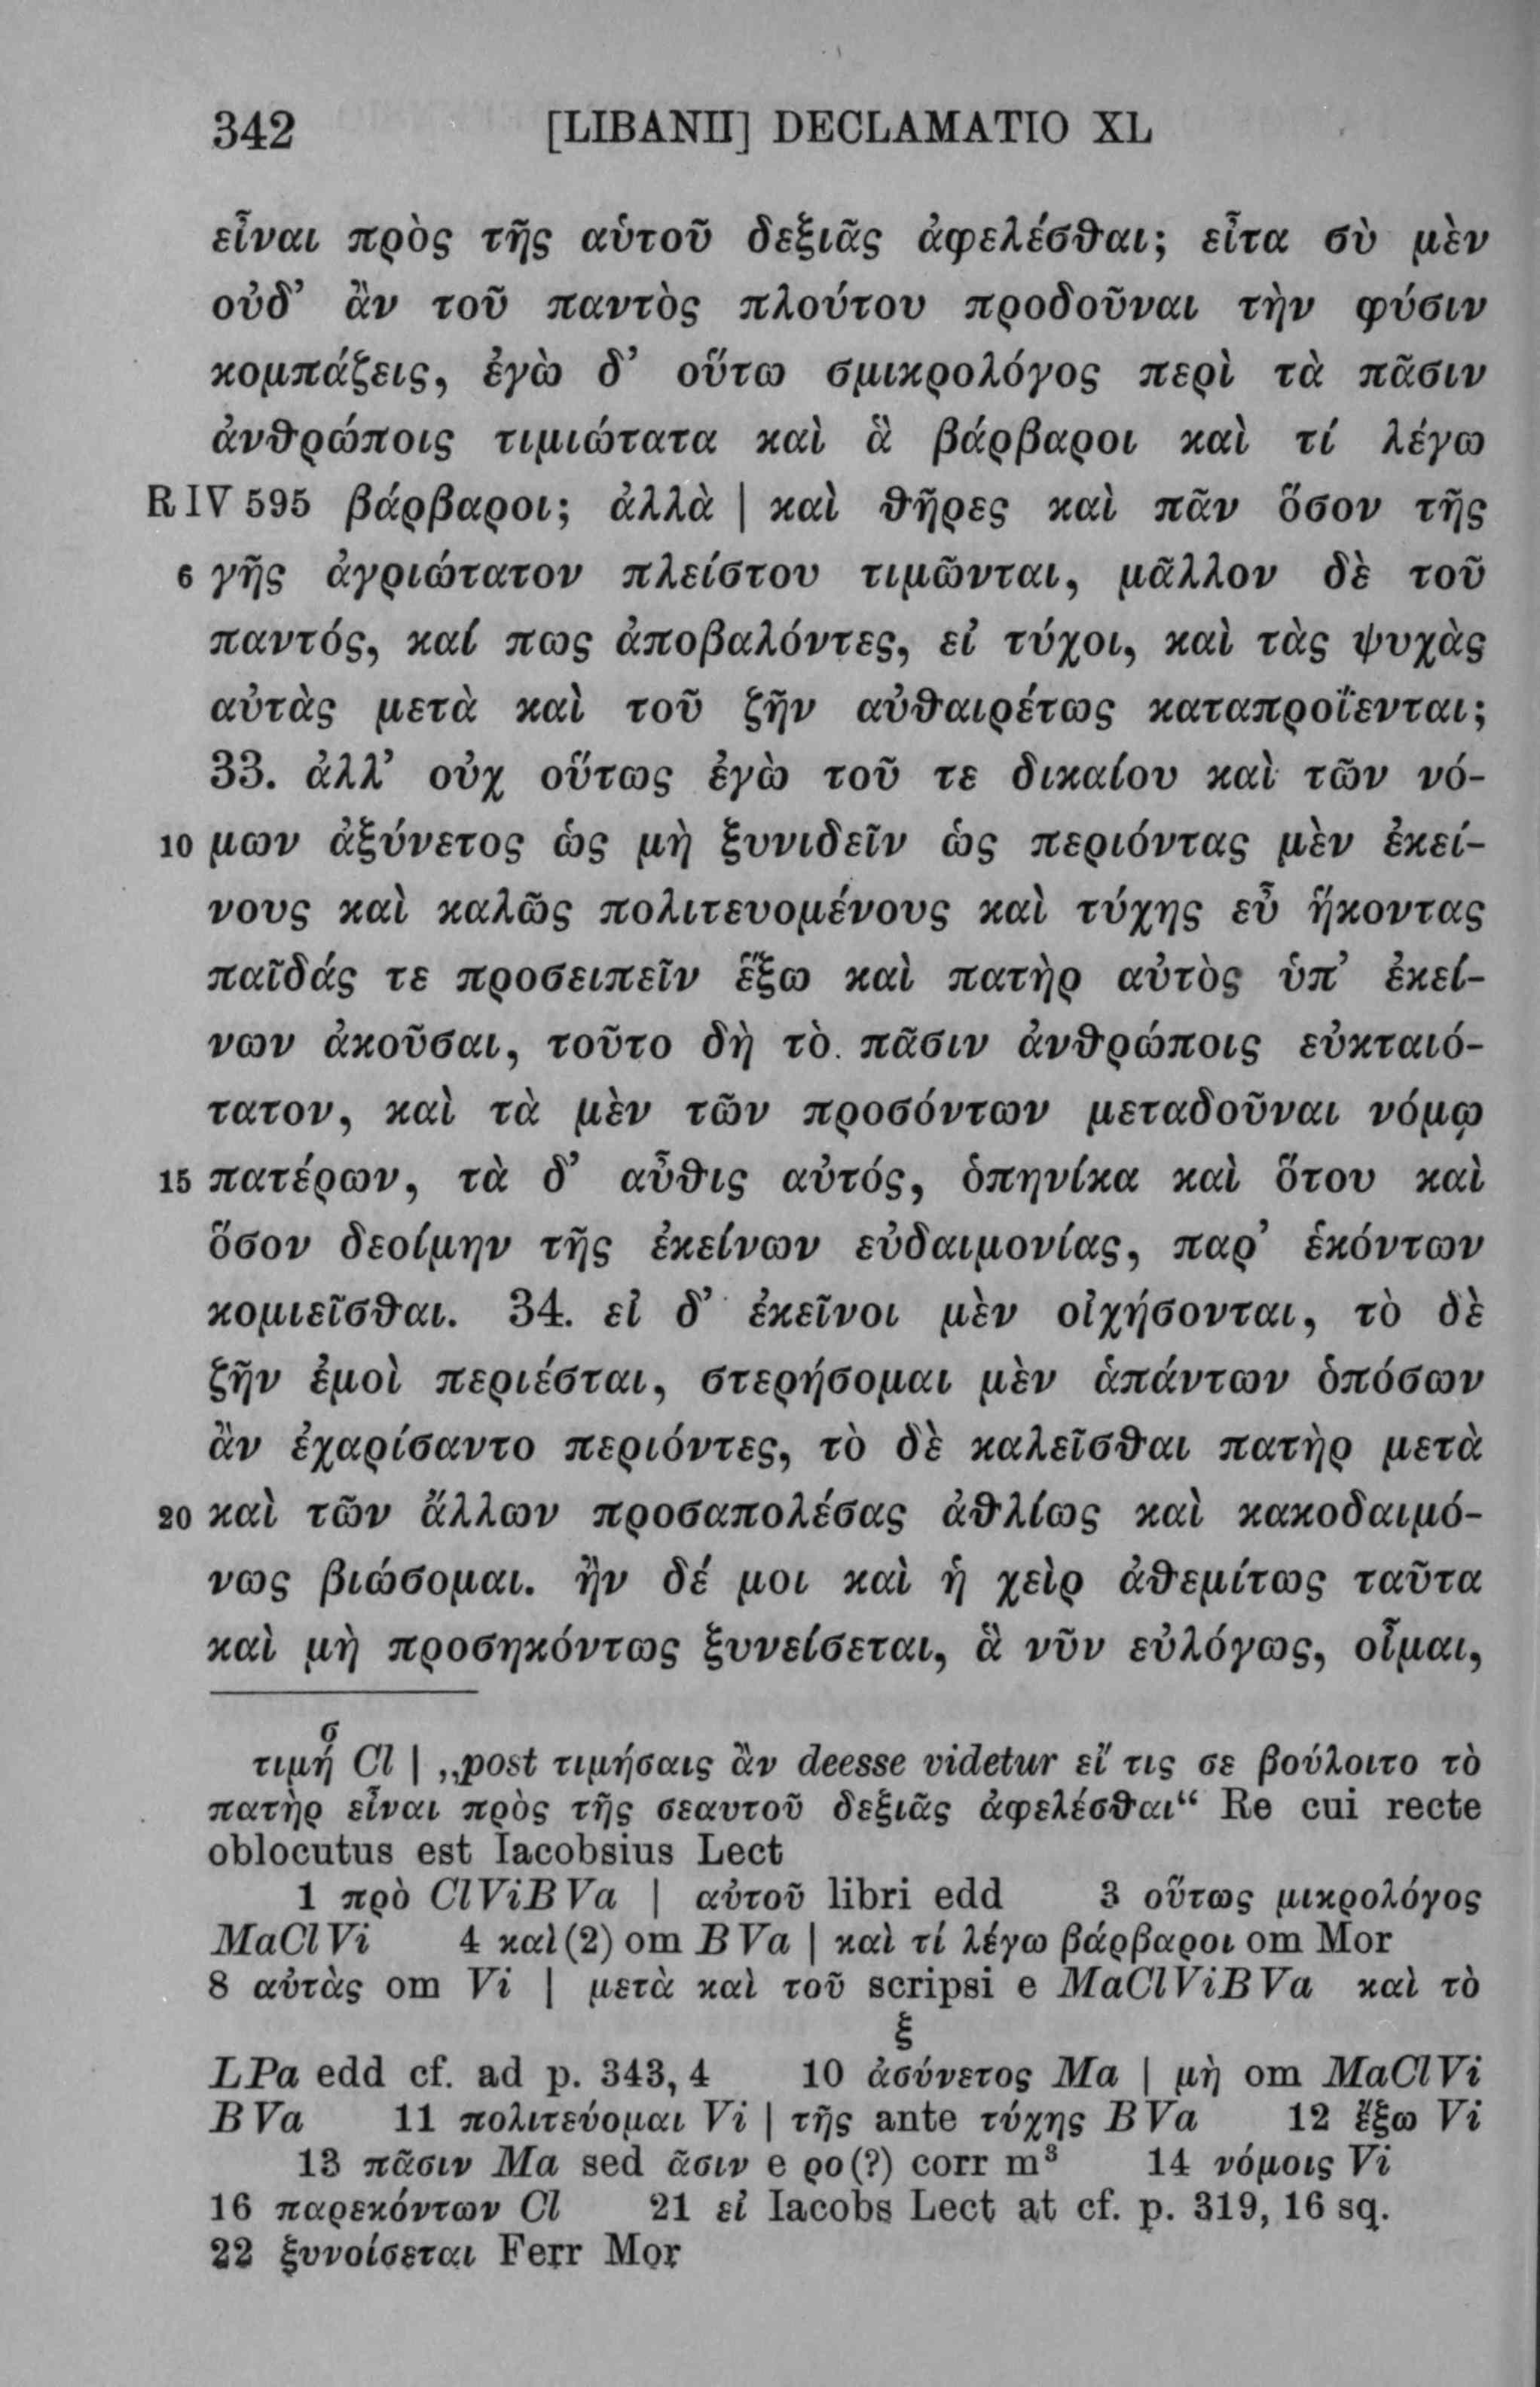 342 [LIBANII] DECLAMATIO XL
εἶναι πρὸς τῆς αὑτοῦ δεξιᾶς ἀφελέσθαι; εἶτα σὺ μὲν
οὐδ’ ἂν τοῦ παντὸς πλούτου προδοῦναι τὴν φύσιν
κομπάζεις, ἐγὼ δ’ οὕτω σμικρολόγος περὶ τὰ πᾶσιν
ἀνθρώποις τιμιώτατα καὶ ἃ βάρβαροι καὶ τί λέγω
R IV 595 βάρβαροι; ἀλλὰ | καὶ θῆρες καὶ πᾶν ὅσον τῆς
6 γῆς ἀγριώτατον πλείστου τιμῶνται, μᾶλλον δὲ τοῦ
παντός, καί πως ἀποβαλόντες, εἰ τύχοι, καὶ τὰς ψυχὰς
αὐτὰς μετὰ καὶ τοῦ ζῆν αὐθαιρέτως καταπροΐενται;
33. ἀλλ’ οὐχ οὕτως ἐγὼ τοῦ τε δικαίου καὶ τῶν νό-
10 μων ἀξύνετος ὡς μὴ ξυνιδεῖν ὡς περιόντας μὲν ἐκεί-
νους καὶ καλῶς πολιτευομένους καὶ τύχης εὖ ἥκοντας
παῖδάς τε προσειπεῖν ἕξω καὶ πατὴρ αὐτὸς ὑπ’ ἐκεί-
νων ἀκοῦσαι, τοῦτο δὴ τὸ πᾶσιν ἀνθρώποις εὐκταιό-
τατον, καὶ τὰ μὲν τῶν προσόντων μεταδοῦναι νόμῳ
15 πατέρων, τὰ δ’ αὖθις αὐτός, ὁπηνίκα καὶ ὅτου καὶ
ὅσον δεοίμην τῆς ἐκείνων εὐδαιμονίας, παρ’ ἑκόντων
κομιεῖσθαι. 34. εἰ δ’ ἐκεῖνοι μὲν οἰχήσονται, τὸ δὲ
ζῆν ἐμοὶ περιέσται, στερήσομαι μὲν ἁπάντων ὁπόσων
ἂν ἐχαρίσαντο περιόντες, τὸ δὲ καλεῖσθαι πατὴρ μετὰ
20 καὶ τῶν ἄλλων προσαπολέσας ἀθλίως καὶ κακοδαιμό-
νως βιώσομαι. ἢν δέ μοι καὶ ἡ χεὶρ ἀθεμίτως ταῦτα
καὶ μὴ προσηκόντως ξυνείσεται, ἃ νῦν εὐλόγως, οἶμαι,
σ
τιμή Cl | „post τιμήσαις ἂν deesse videtur εἴ τις σε βούλοιτο τὸ
πατὴρ εἶναι πρὸς τῆς σεαυτοῦ δεξιᾶς ἀφελέσθαι“ Re cui recte
oblocutus est Iacobsius Lect
1 πρὸ ClViBVa | αὐτοῦ libri edd 3 οὕτως μικρολόγος
MaClVi 4 καὶ(2) om BVa | καὶ τί λέγω βάρβαροι om Mor
8 αὐτὰς om Vi | μετὰ καὶ τοῦ scripsi e MaClViBVa καὶ τὸ
ξ
LPa edd cf. ad p. 343, 4 10 ἀσύνετος Ma | μὴ om MaClVi
BVa 11 πολιτεύομαι Vi | τῆς ante τύχης BVa 12 ἔξω Vi
13 πᾶσιν Ma sed ᾶσιν e ρο(?) corr m³ 14 νόμοις Vi
16 παρεκόντων Cl 21 εἰ Iacobs Lect at cf. p. 319, 16 sq.
22 ξυνοίσεται Ferr Mor